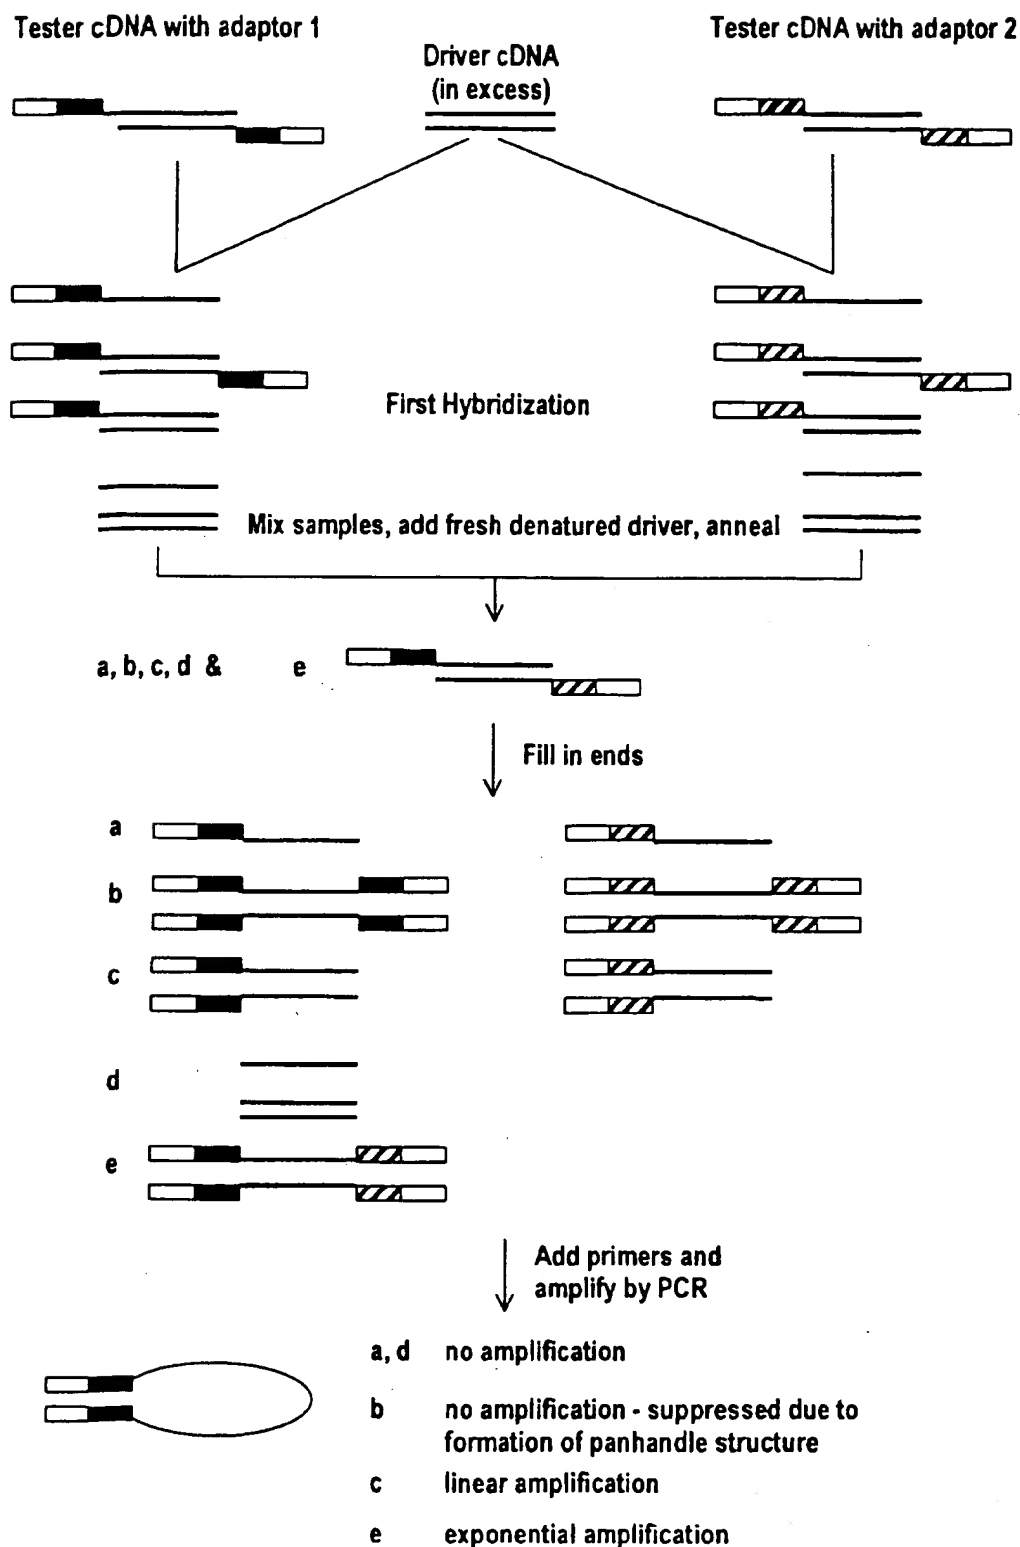 Tester cDNA with adaptor 1
Driver cDNA
(in excess)
Tester cDNA with adaptor 2
First Hybridization
Mix samples, add fresh denatured driver, anneal
a, b, c, d & e
Fill in ends
a
b
c
d
e
Add primers and
amplify by PCR
a, d no amplification
b no amplification - suppressed due to
formation of panhandle structure
c linear amplification
e exponential amplification